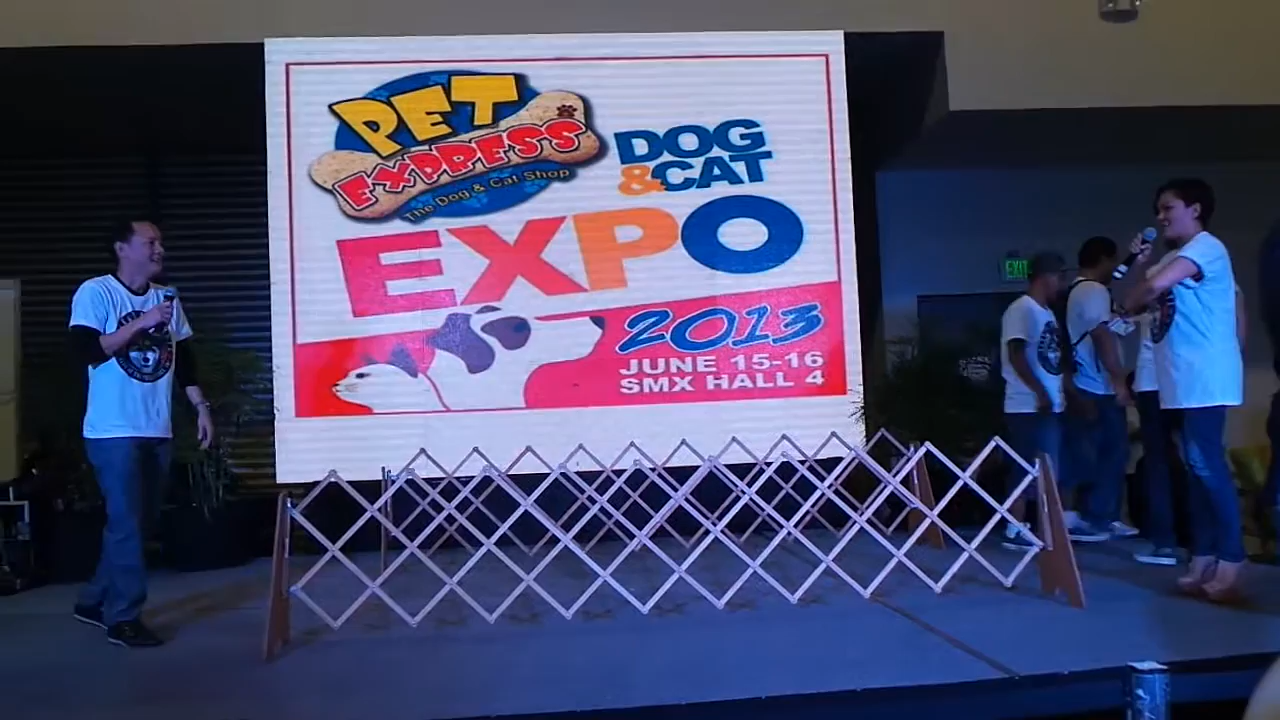 PET
EXPRESS
The Dog & Cat Shop
DOG
& CAT
EXPO
2013
JUNE 15-16
SMX HALL 4
EXIT